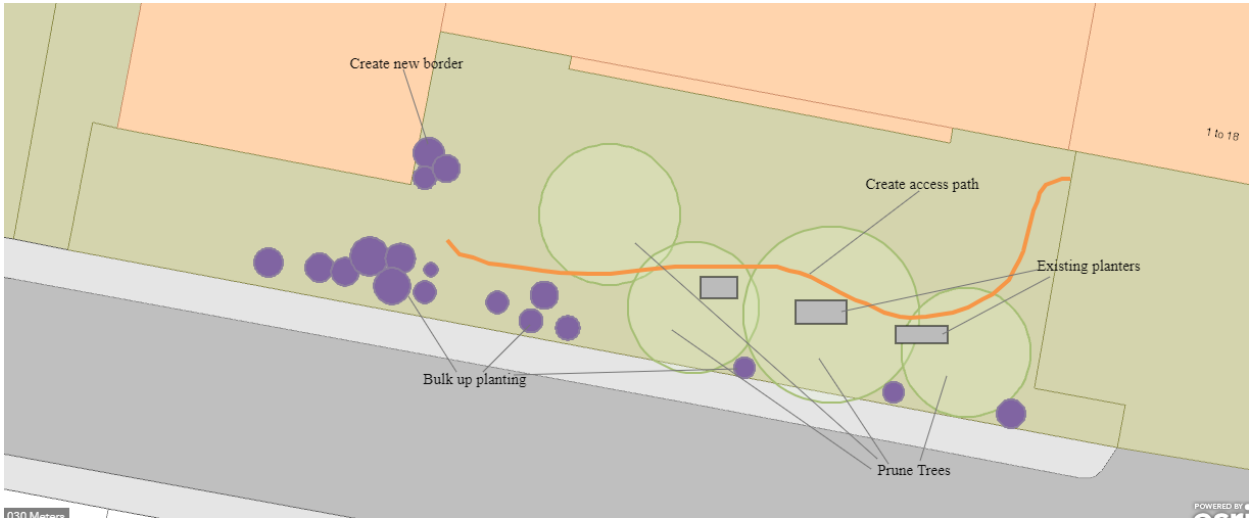 Create new border
1 to 18
Create access path
Existing planters
Bulk up planting
Prune Trees
030 Meters
POWERED BY
esri